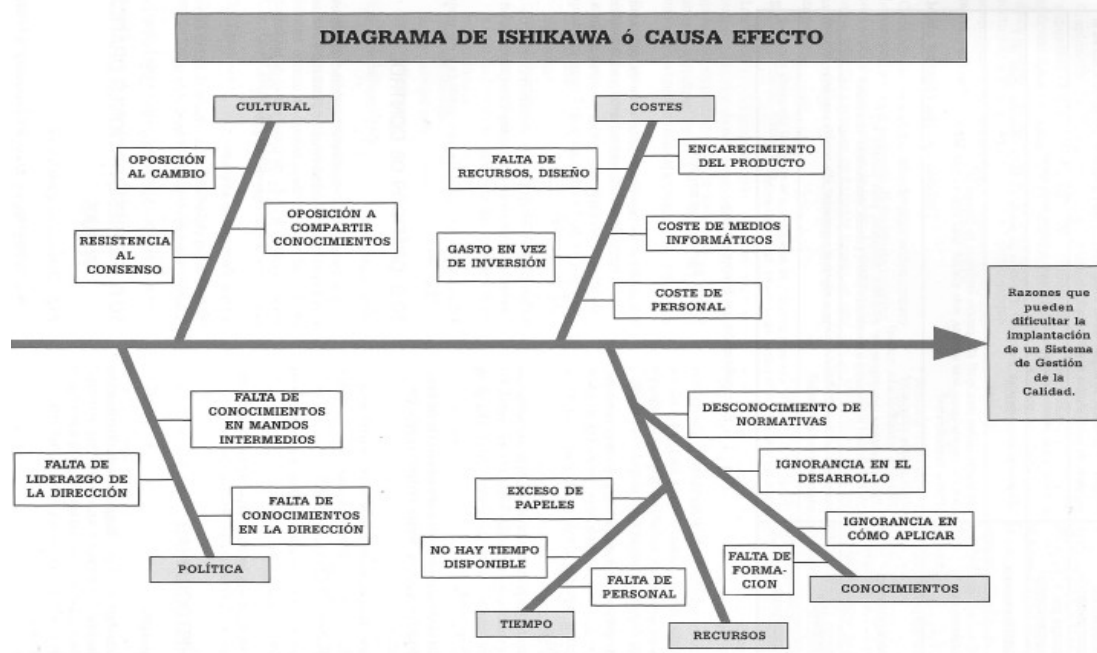 DIAGRAMA DE ISHIKAWA ó CAUSA EFECTO
CULTURAL
OPOSICIÓN
AL CAMBIO
OPOSICIÓN A
COMPARTIR
CONOCIMIENTOS
RESISTENCIA
AL
CONSENSO
COSTES
FALTA DE
RECURSOS, DISEÑO
ENCARECIMIENTO
DEL PRODUCTO
GASTO EN VEZ
DE INVERSIÓN
COSTE DE MEDIOS
INFORMÁTICOS
COSTE DE
PERSONAL
Razones que
pueden
dificultar la
implantación
de un Sistema
de Gestión
de la
Calidad.
FALTA DE
CONOCIMIENTOS
EN MANDOS
INTERMEDIOS
FALTA DE
LIDERAZGO DE
LA DIRECCIÓN
FALTA DE
CONOCIMIENTOS
EN LA DIRECCIÓN
POLÍTICA
EXCESO DE
PAPELES
NO HAY TIEMPO
DISPONIBLE
FALTA DE
PERSONAL
TIEMPO
RECURSOS
DESCONOCIMIENTO DE
NORMATIVAS
IGNORANCIA EN EL
DESARROLLO
IGNORANCIA EN
CÓMO APLICAR
FALTA DE
FORMA-
CION
CONOCIMIENTOS